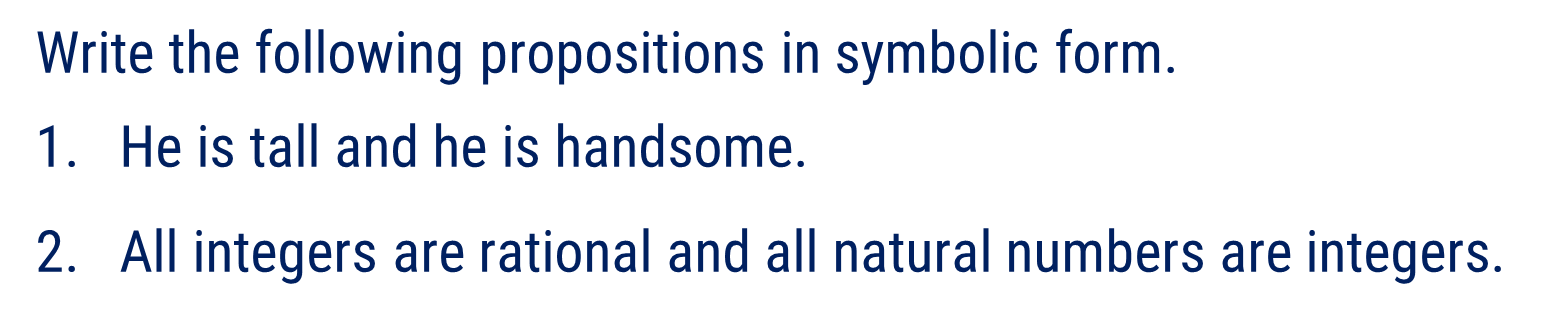 Write the following propositions in symbolic form.
1. He is tall and he is handsome.
2. All integers are rational and all natural numbers are integers.